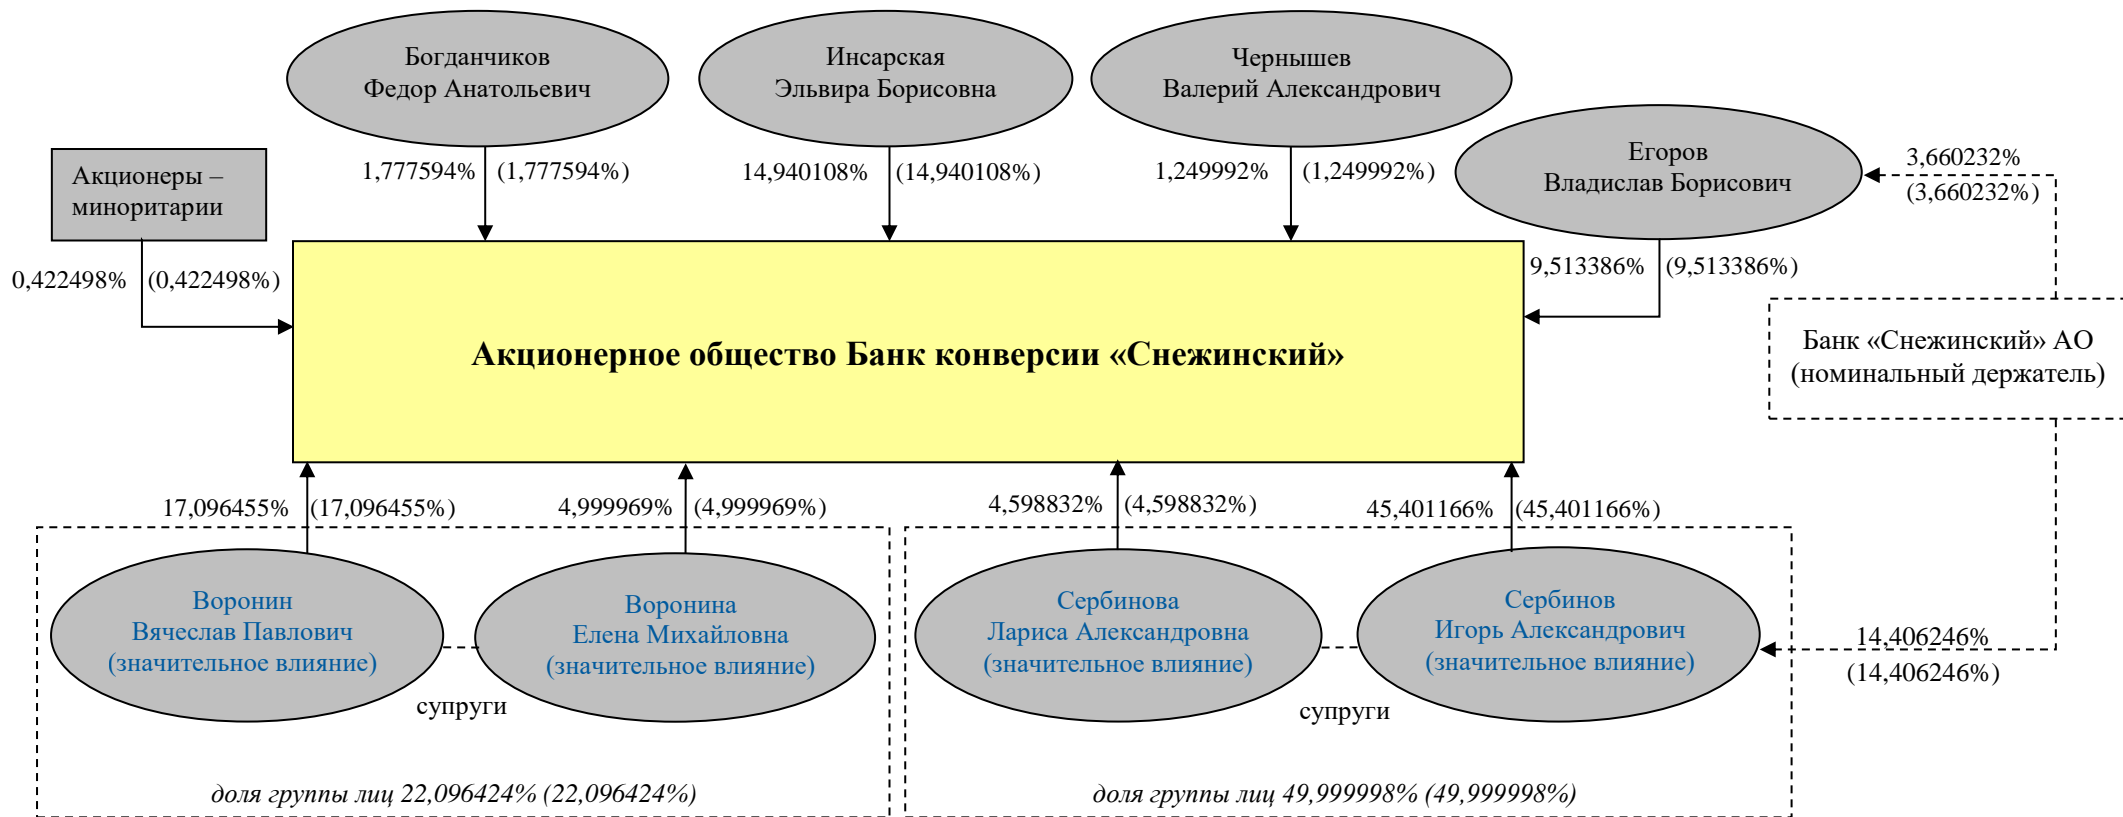 Богданчиков
Федор Анатольевич
Инсарская
Эльвира Борисовна
Чернышев
Валерий Александрович
Егоров
Владислав Борисович
3,660232%
(3,660232%)
Акционеры –
миноритарии
1,777594% (1,777594%)
14,940108% (14,940108%)
1,249992% (1,249992%)
0,422498% (0,422498%)
9,513386% (9,513386%)
Акционерное общество Банк конверсии «Снежинский»
Банк «Снежинский» АО
(номинальный держатель)
17,096455% (17,096455%)
4,999969% (4,999969%)
4,598832% (4,598832%)
45,401166% (45,401166%)
Воронин
Вячеслав Павлович
(значительное влияние)
Воронина
Елена Михайловна
(значительное влияние)
супруги
Сербинова
Лариса Александровна
(значительное влияние)
Сербинов
Игорь Александрович
(значительное влияние)
супруги
14,406246%
(14,406246%)
доля группы лиц 22,096424% (22,096424%)
доля группы лиц 49,999998% (49,999998%)